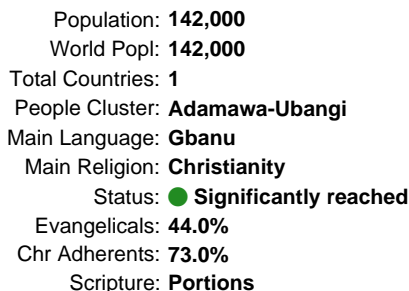 Population: 142,000
World Popl: 142,000
Total Countries: 1
People Cluster: Adamawa-Ubangi
Main Language: Gbanu
Main Religion: Christianity
Status: Significantly reached
Evangelicals: 44.0%
Chr Adherents: 73.0%
Scripture: Portions